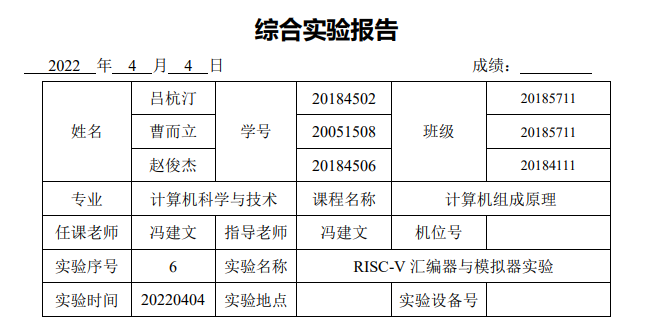 综合实验报告
2022 年 4 月 4 日 成绩：
吕杭汀 20184502 20185711
姓名 曹而立 学号 20051508 班级 20185711
赵俊杰 20184506 20184111
专业 计算机科学与技术 课程名称 计算机组成原理
任课老师 冯建文 指导老师 冯建文 机位号
实验序号 6 实验名称 RISC-V 汇编器与模拟器实验
实验时间 20220404 实验地点 实验设备号